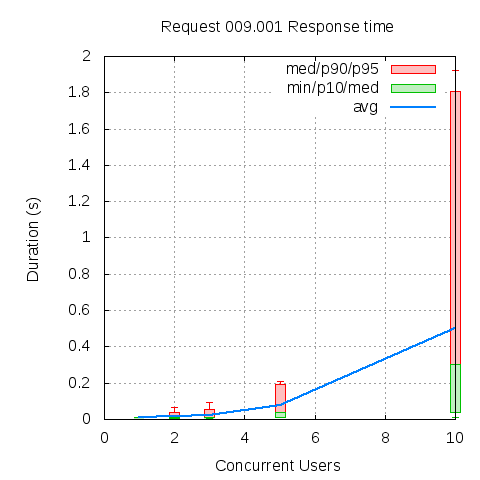 Request 009.001 Response time
med/p90/p95
min/p10/med
avg
2
1.8
1.6
1.4
1.2
1
0.8
0.6
0.4
0.2
0
0 2 4 6 8 10
Duration (s)
Concurrent Users